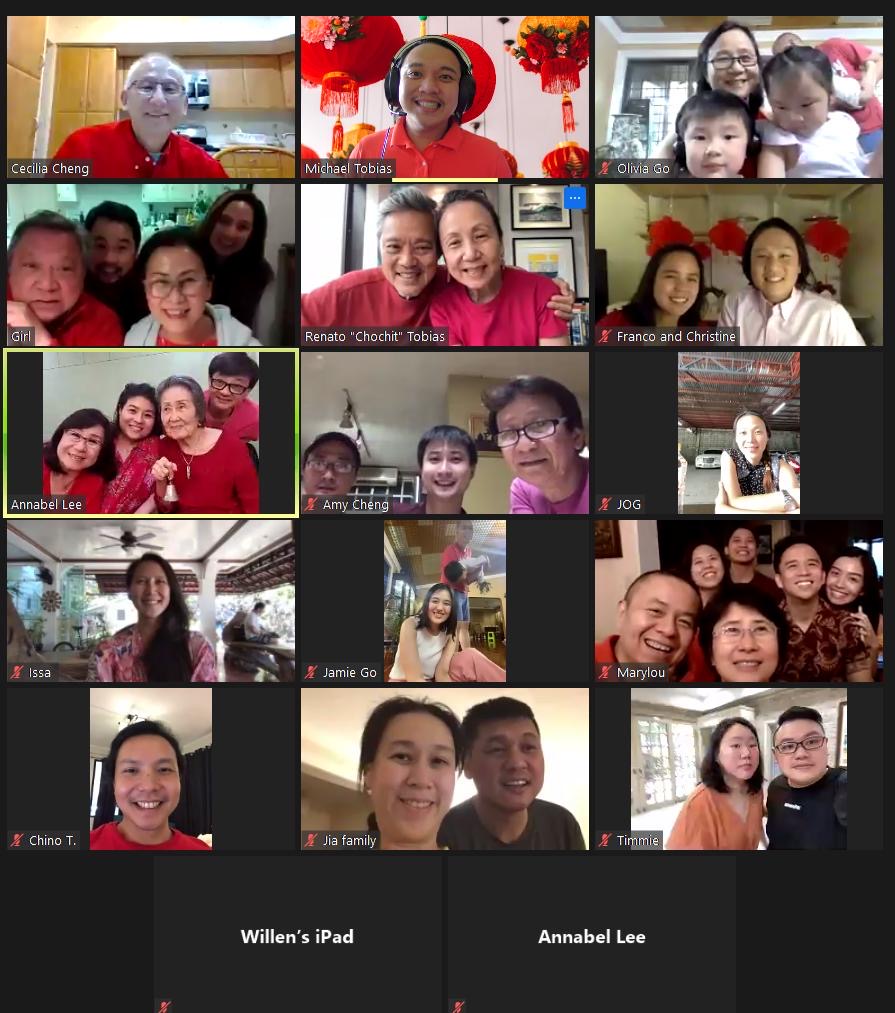 Cecilia Cheng
Michael Tobias
Olivia Go
Girl
Renato "Chochit" Tobias
Franco and Christine
Annabel Lee
Amy Cheng
JOG
Issa
Jamie Go
Marylou
Chino T.
Jia family
Timmie
Willen's iPad
Annabel Lee